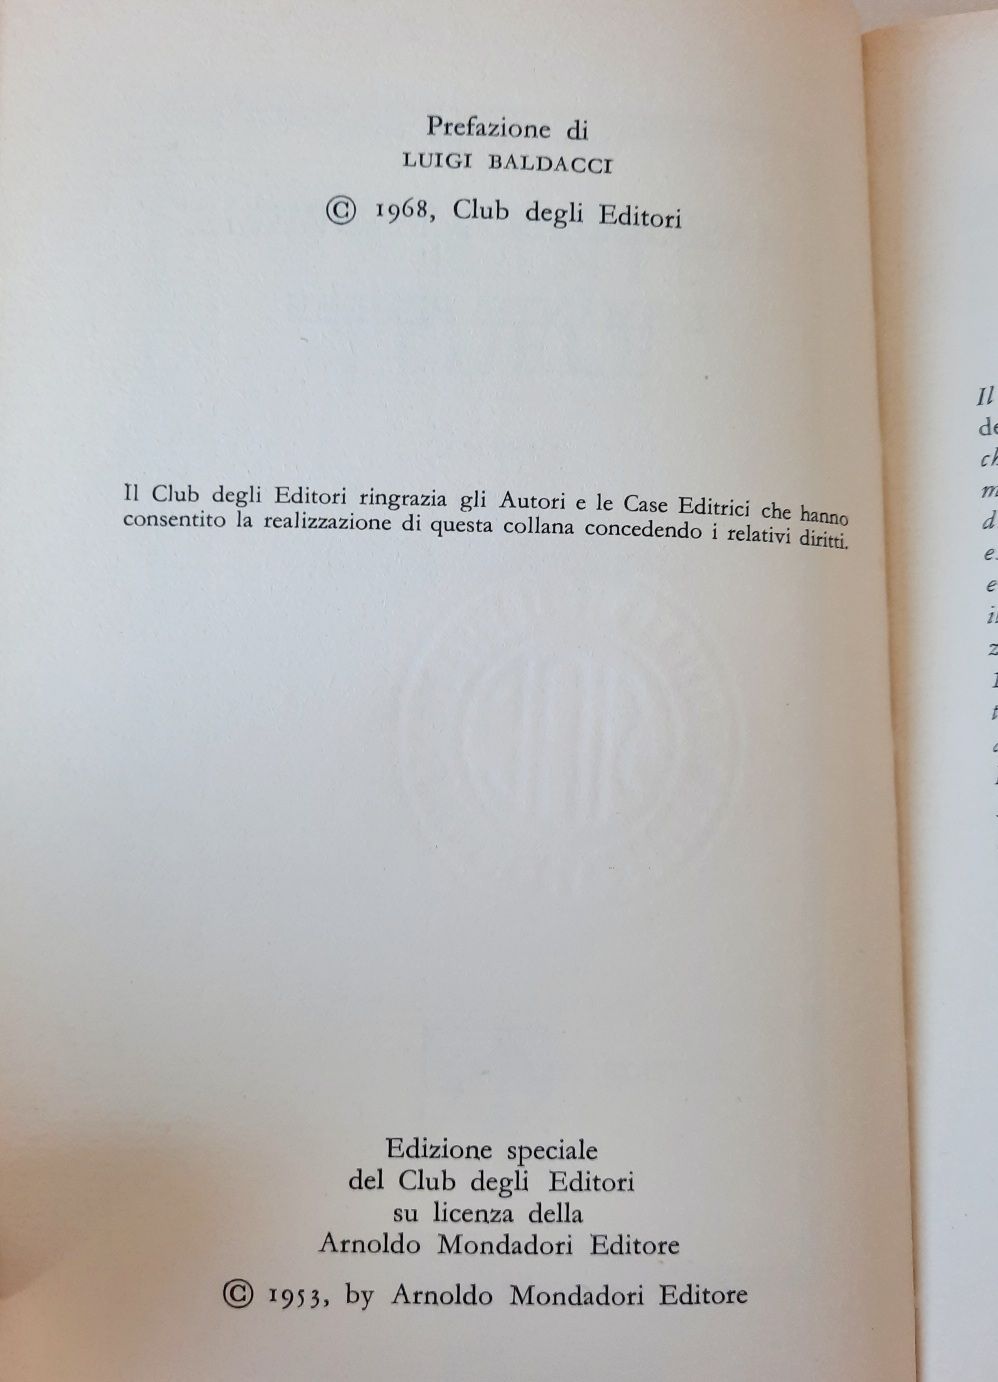 Prefazione di
LUIGI BALDACCI
© 1968, Club degli Editori
Il Club degli Editori ringrazia gli Autori e le Case Editrici che hanno
consentito la realizzazione di questa collana concedendo i relativi diritti.
Edizione speciale
del Club degli Editori
su licenza della
Arnoldo Mondadori Editore
© 1953, by Arnoldo Mondadori Editore
Il